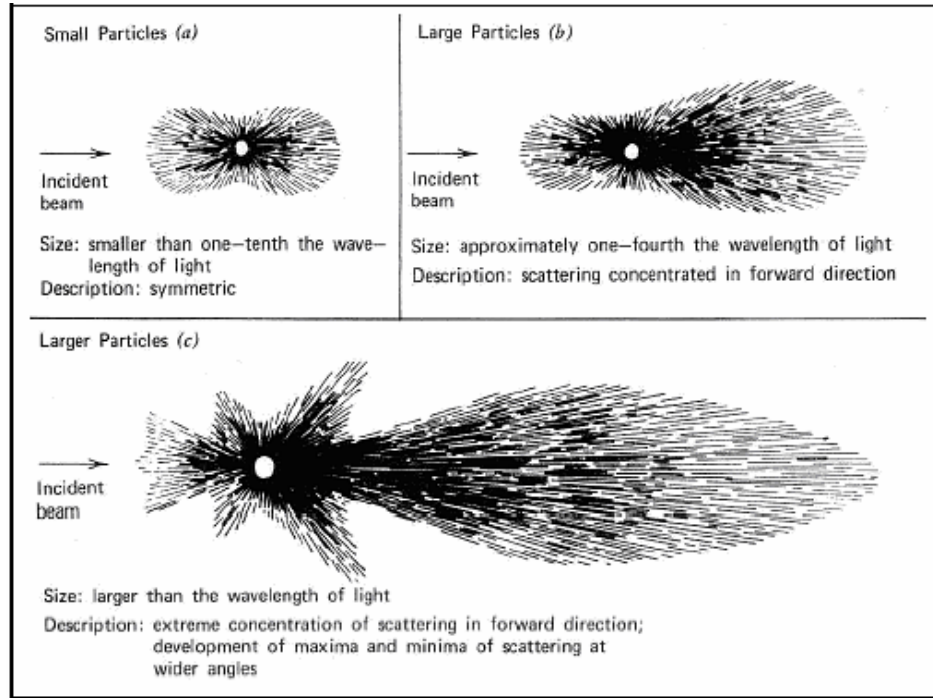 Small Particles (a)
Incident
beam
Size: smaller than one-tenth the wave-
length of light
Description: symmetric
Large Particles (b)
Incident
beam
Size: approximately one-fourth the wavelength of light
Description: scattering concentrated in forward direction
Larger Particles (c)
Incident
beam
Size: larger than the wavelength of light
Description: extreme concentration of scattering in forward direction;
development of maxima and minima of scattering at
wider angles